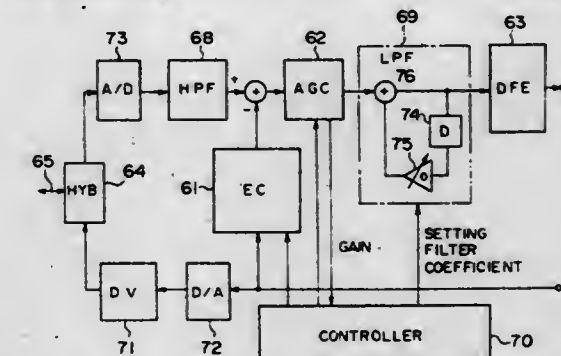 73
68
62
69
63
A/D
HPF
+
-
AGC
LPF
76
+
+
74
D
75
DFE
65
HYB
64
61
EC
GAIN
SETTING
FILTER
COEFFICIENT
DV
D/A
71
72
CONTROLLER
70